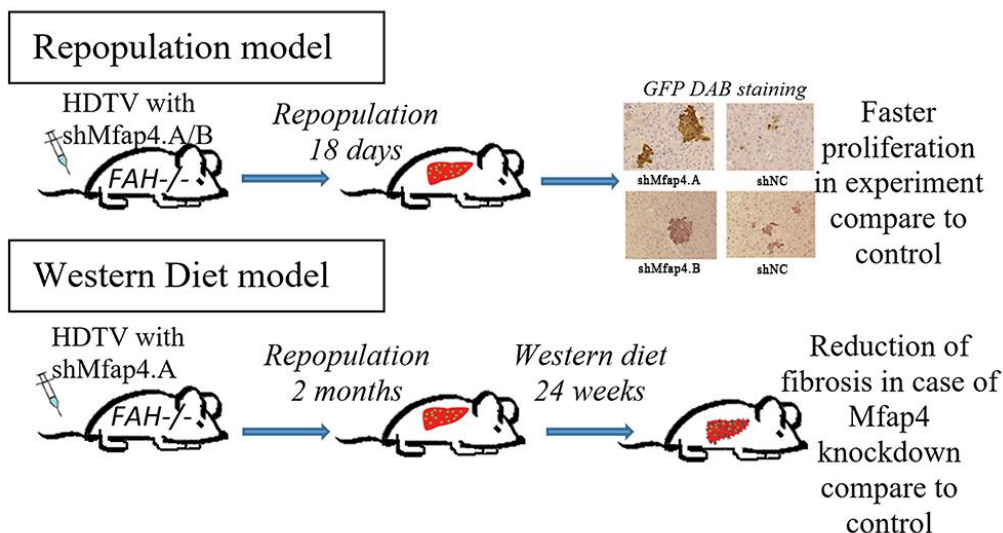 Repopulation model
HDTV with
shMfap4.A/B
FAH-/-
Repopulation
18 days
GFP DAB staining
shMfap4.A
shNC
shMfap4.B
shNC
Faster
proliferation
in experiment
compare to
control
Western Diet model
HDTV with
shMfap4.A
FAH-/-
Repopulation
2 months
Western diet
24 weeks
Reduction of
fibrosis in case of
Mfap4
knockdown
compare to
control